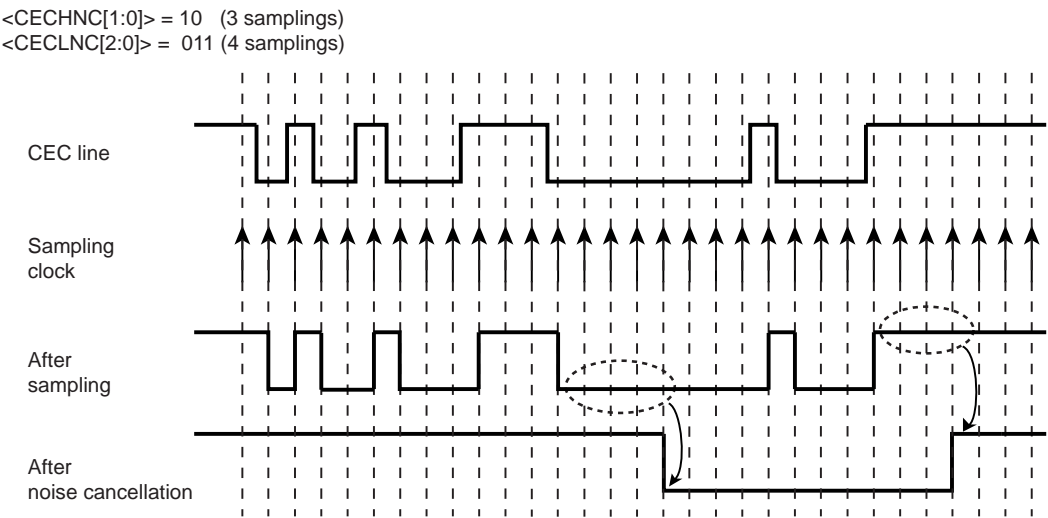 <CECHNC[1:0]> = 10 (3 samplings)
<CECLNC[2:0]> = 011 (4 samplings)
CEC line
Sampling
clock
After
sampling
After
noise cancellation